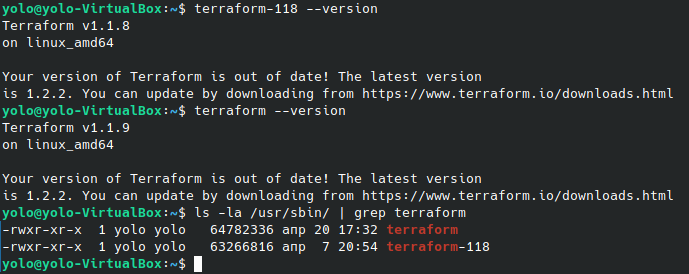 yolo@yolo-VirtualBox:~$ terraform-118 --version
Terraform v1.1.8
on linux_amd64
Your version of Terraform is out of date! The latest version
is 1.2.2. You can update by downloading from https://www.terraform.io/downloads.html
yolo@yolo-VirtualBox:~$ terraform --version
Terraform v1.1.9
on linux_amd64
Your version of Terraform is out of date! The latest version
is 1.2.2. You can update by downloading from https://www.terraform.io/downloads.html
yolo@yolo-VirtualBox:~$ ls -la /usr/sbin/ | grep terraform
-rwxr-xr-x  1 yolo yolo   64782336 апр 20 17:32 terraform
-rwxr-xr-x  1 yolo yolo   63266816 апр  7 20:54 terraform-118
yolo@yolo-VirtualBox:~$